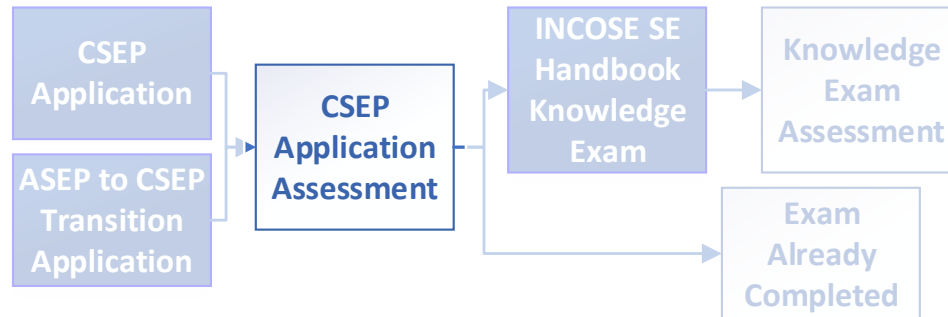 CSEP
Application
ASEP to CSEP
Transition
Application
CSEP
Application
Assessment
INCOSE SE
Handbook
Knowledge
Exam
Knowledge
Exam
Assessment
Exam
Already
Completed